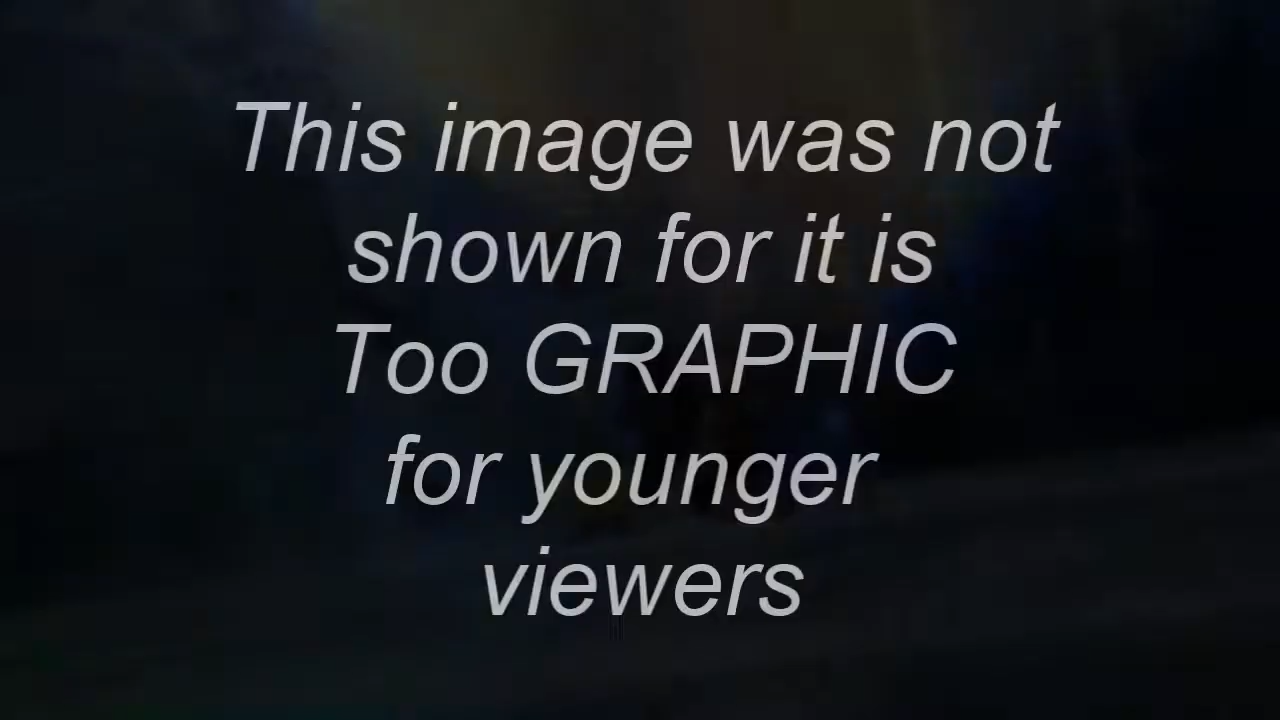 This image was not
shown for it is
Too GRAPHIC
for younger
viewers